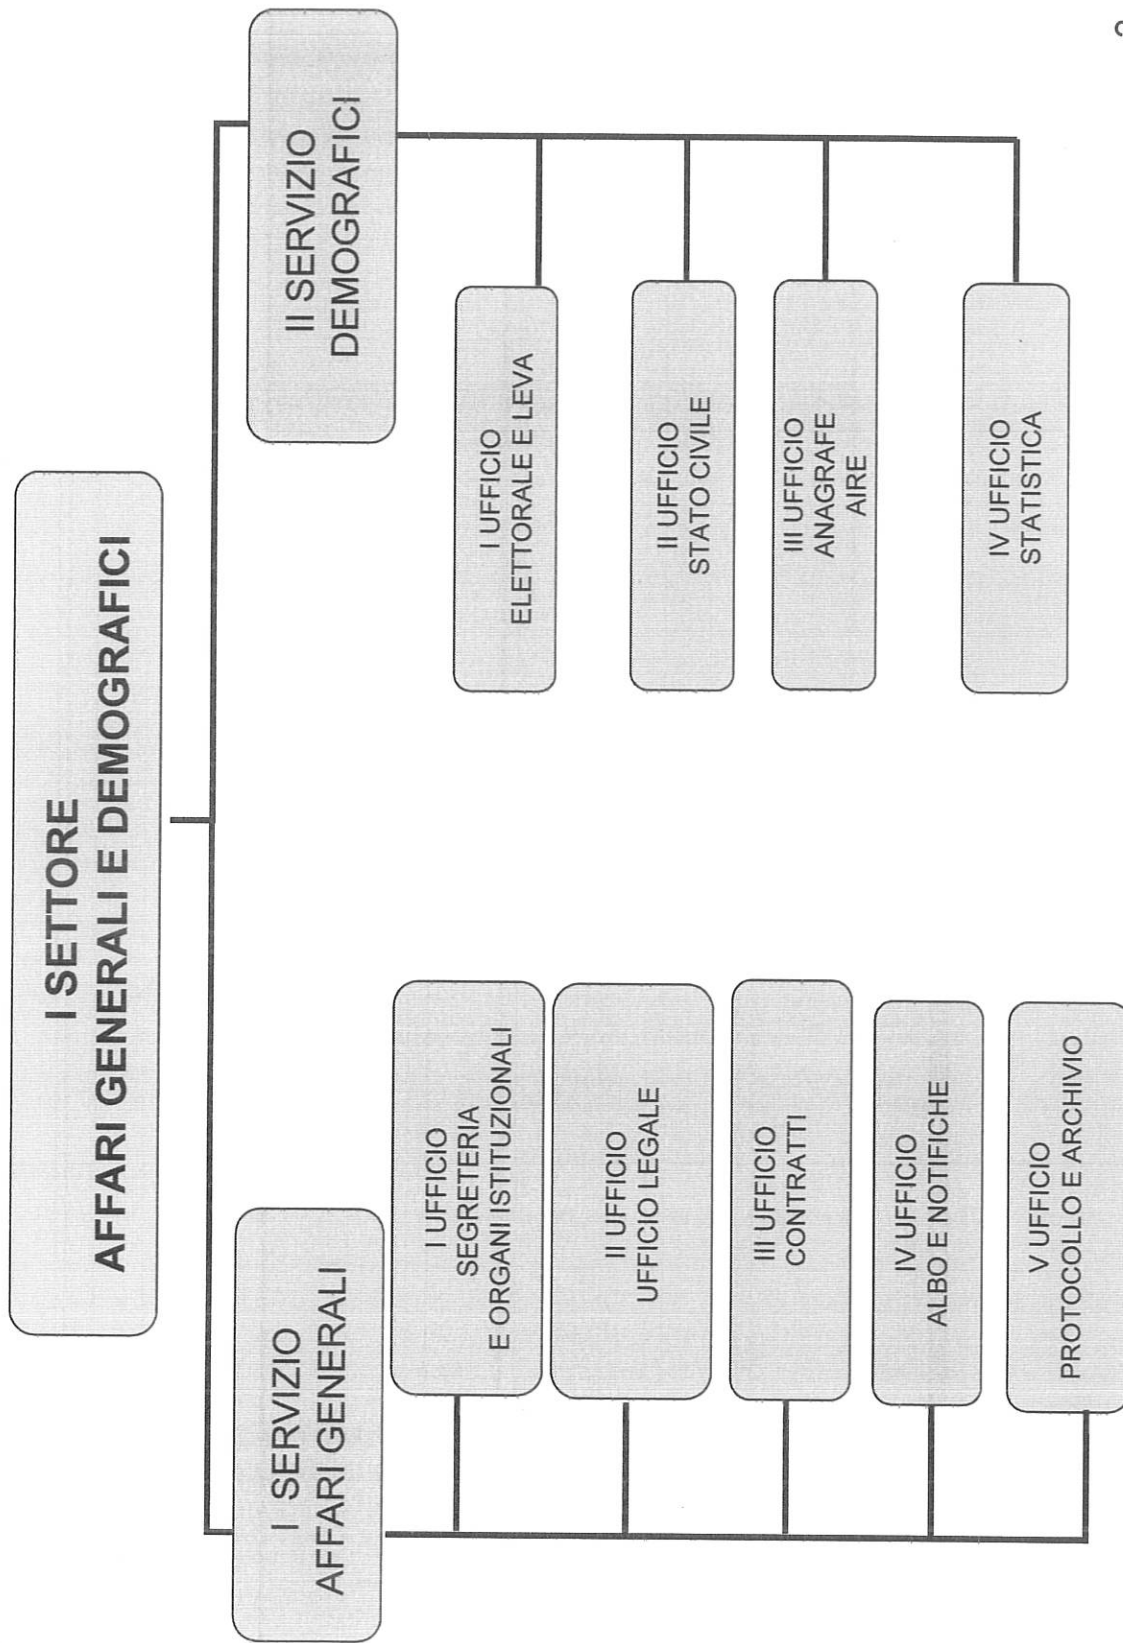 I SETTORE
AFFARI GENERALI E DEMOGRAFICI
I SERVIZIO
AFFARI GENERALI
I UFFICIO
SEGRETERIA
E ORGANI ISTITUZIONALI
II UFFICIO
UFFICIO LEGALE
III UFFICIO
CONTRATTI
IV UFFICIO
ALBO E NOTIFICHE
V UFFICIO
PROTOCOLLO E ARCHIVIO
II SERVIZIO
DEMOGRAFICI
I UFFICIO
ELETTORALE E LEVA
II UFFICIO
STATO CIVILE
III UFFICIO
ANAGRAFE
AIRE
IV UFFICIO
STATISTICA